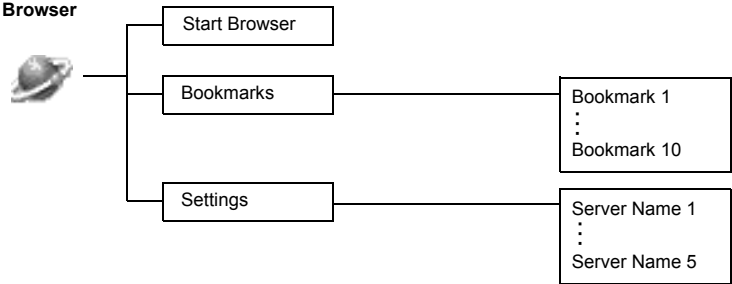 Browser
Start Browser
Bookmarks
Bookmark 1
⋮
Bookmark 10
Settings
Server Name 1
⋮
Server Name 5